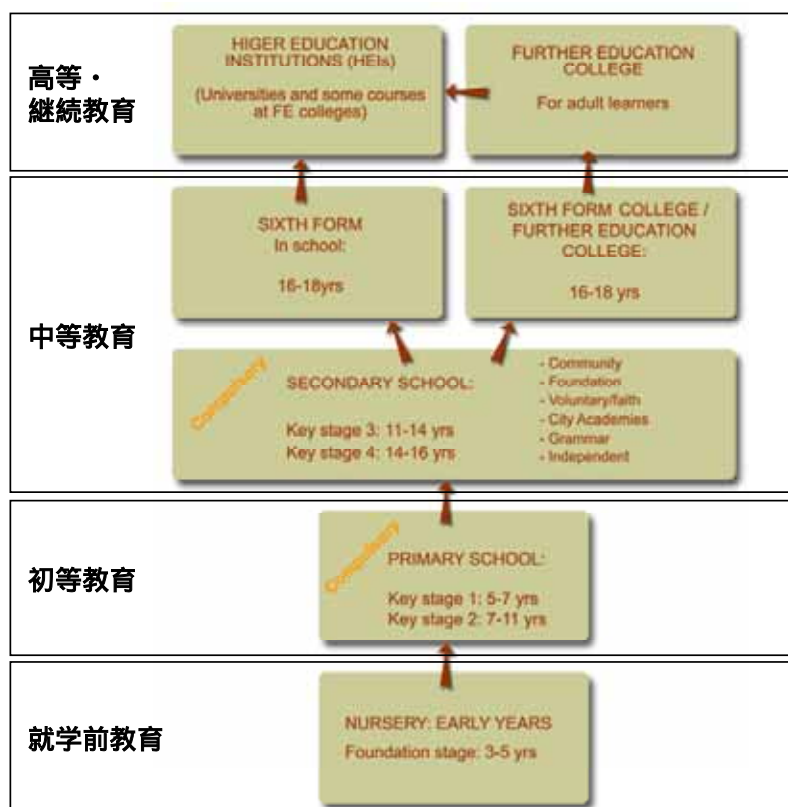 高等・
継続教育
HIGER EDUCATION
INSTITUTIONS (HEIs)
(Universities and some courses
at FE colleges)
FURTHER EDUCATION
COLLEGE
For adult learners
中等教育
SIXTH FORM
In school:
16-18yrs
SIXTH FORM COLLEGE /
FURTHER EDUCATION
COLLEGE:
16-18 yrs
Compulsory
SECONDARY SCHOOL:
Key stage 3: 11-14 yrs
Key stage 4: 14-16 yrs
- Community
- Foundation
- Voluntary/faith
- City Academies
- Grammar
- Independent
初等教育
Compulsory
PRIMARY SCHOOL:
Key stage 1: 5-7 yrs
Key stage 2: 7-11 yrs
就学前教育
NURSERY: EARLY YEARS
Foundation stage: 3-5 yrs